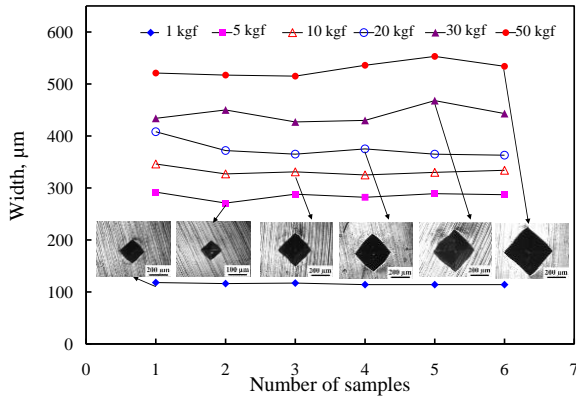 600
1 kgf 5 kgf 10 kgf 20 kgf 30 kgf 50 kgf
500
400
Width, µm
300
200
200 µm 100 µm 200 µm 200 µm 200 µm 200 µm
100
0
0 1 2 3 4 5 6 7
Number of samples